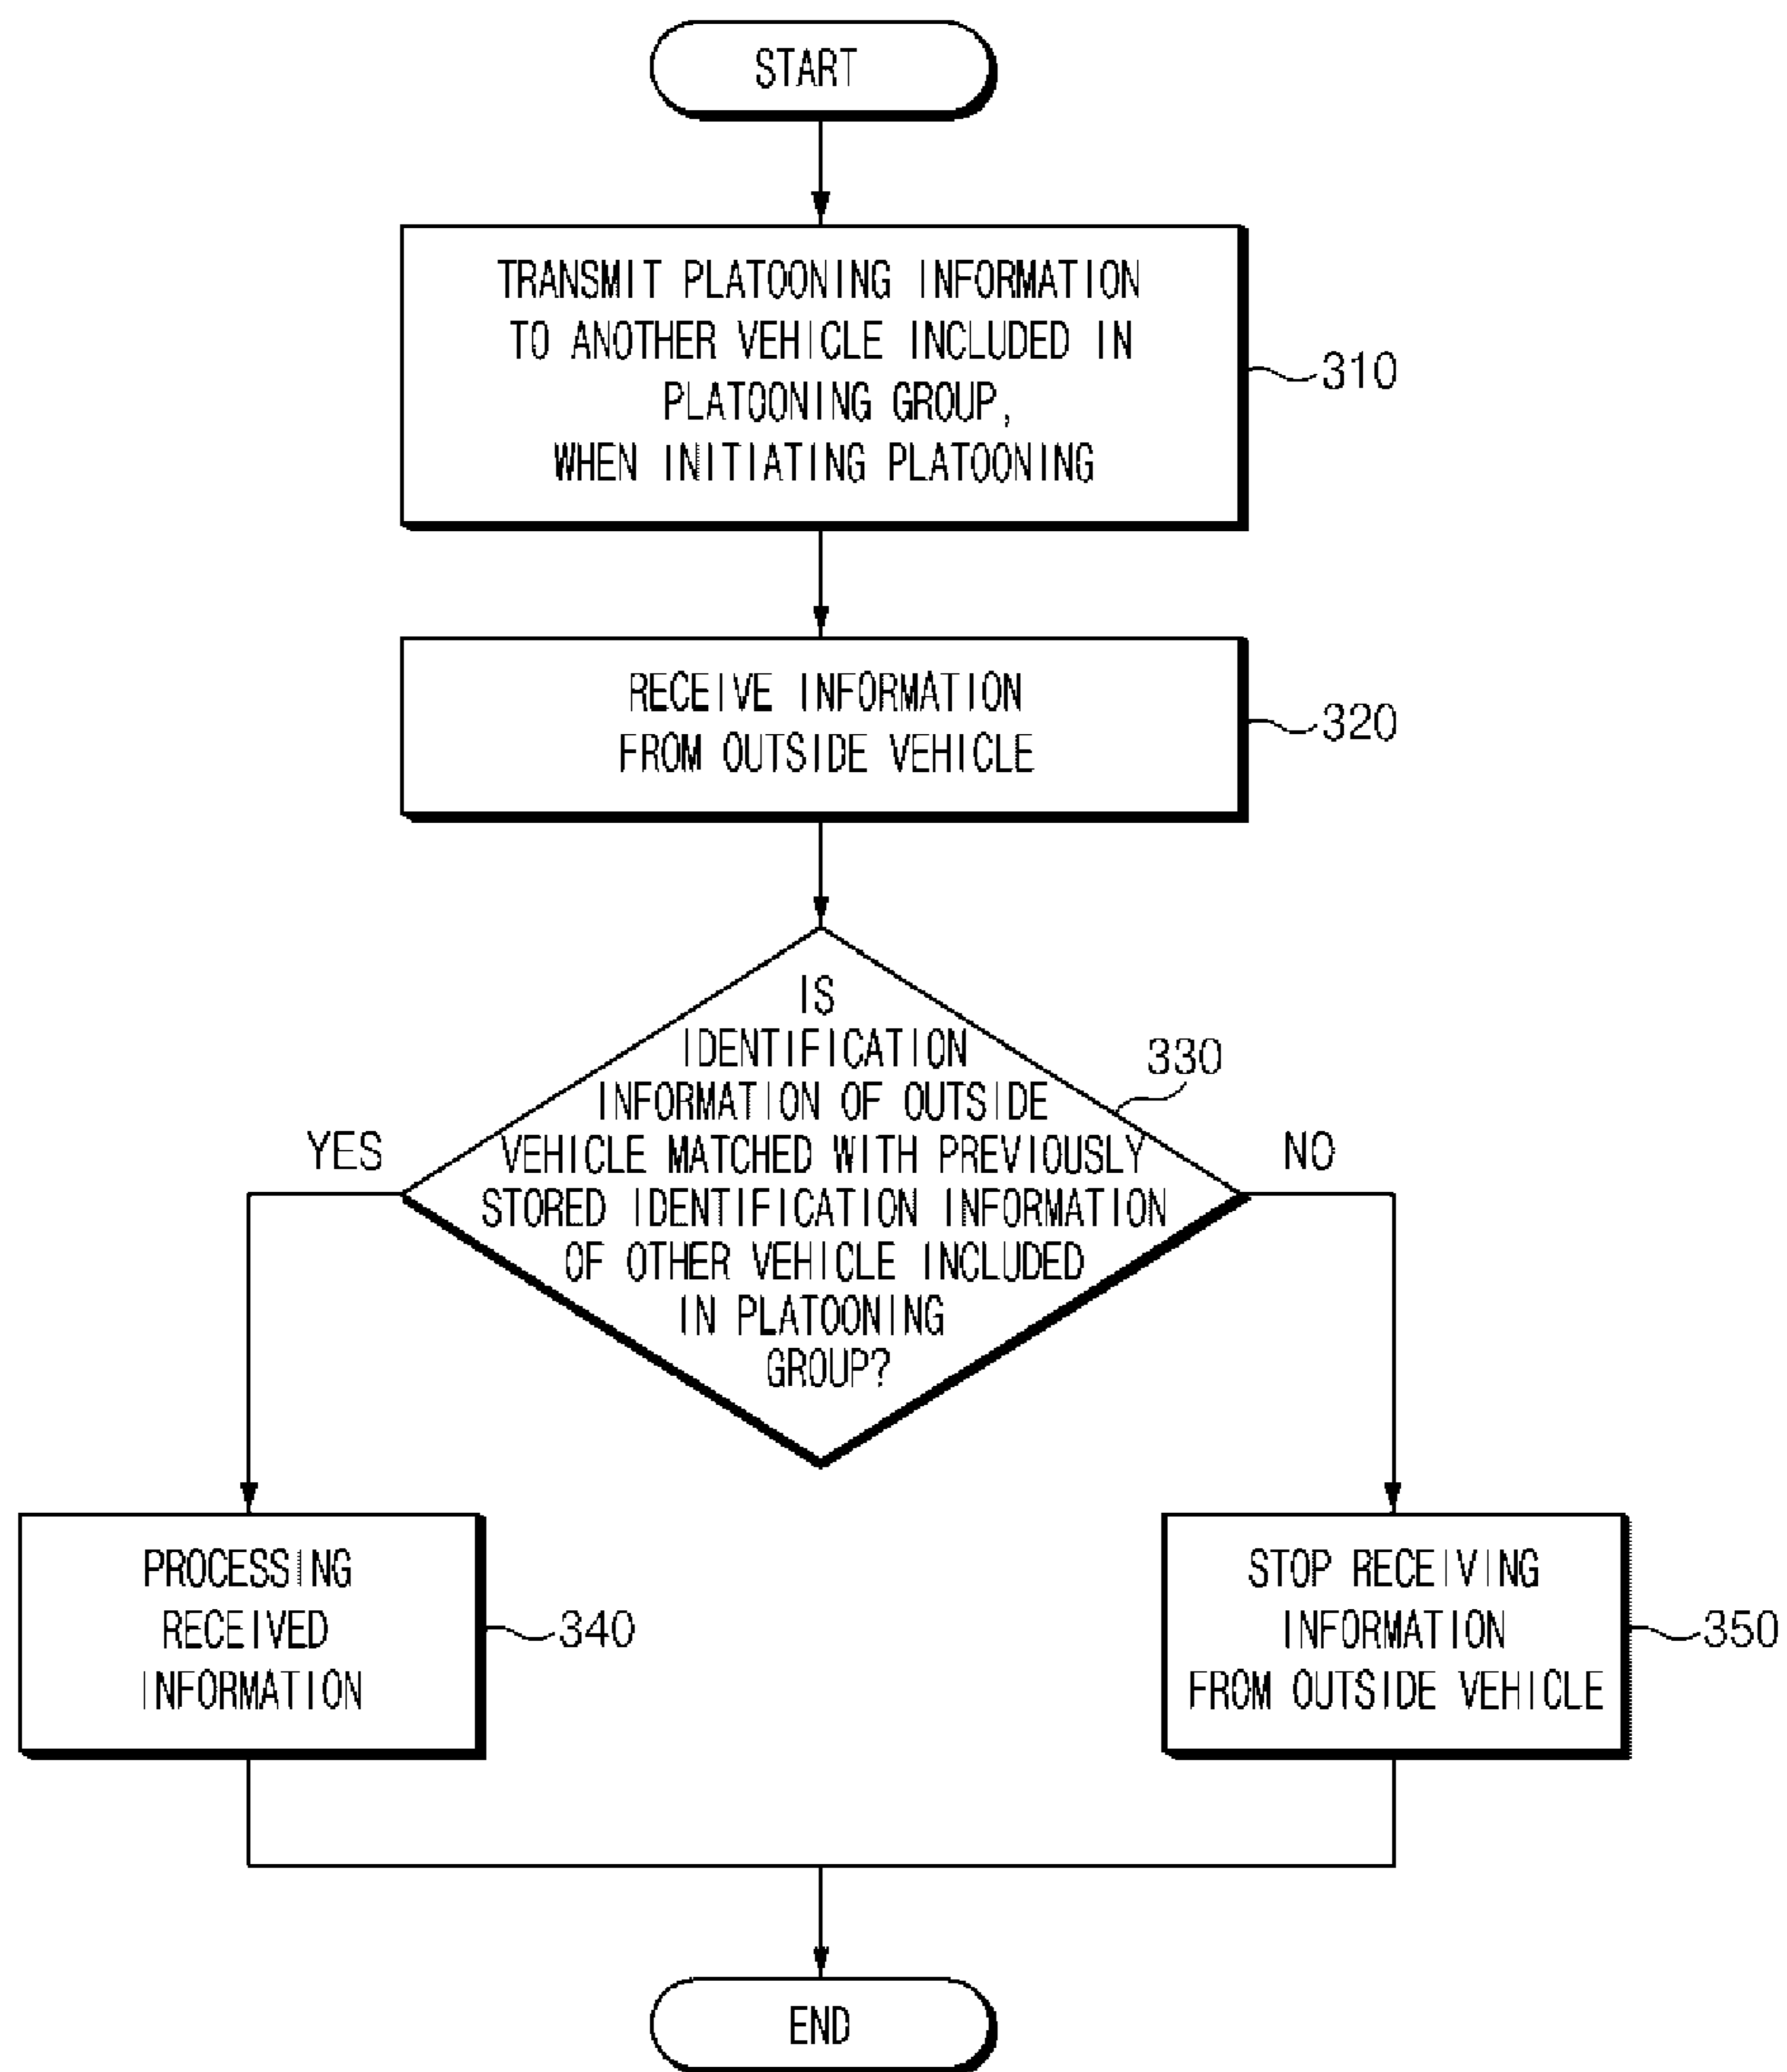 START
TRANSMIT PLATOONING INFORMATION
TO ANOTHER VEHICLE INCLUDED IN
PLATOONING GROUP,
WHEN INITIATING PLATOONING
310
RECEIVE INFORMATION
FROM OUTSIDE VEHICLE
320
IS
IDENTIFICATION
INFORMATION OF OUTSIDE
VEHICLE MATCHED WITH PREVIOUSLY
STORED IDENTIFICATION INFORMATION
OF OTHER VEHICLE INCLUDED
IN PLATOONING
GROUP?
330
YES
NO
PROCESSING
RECEIVED
INFORMATION
340
STOP RECEIVING
INFORMATION
FROM OUTSIDE VEHICLE
350
END